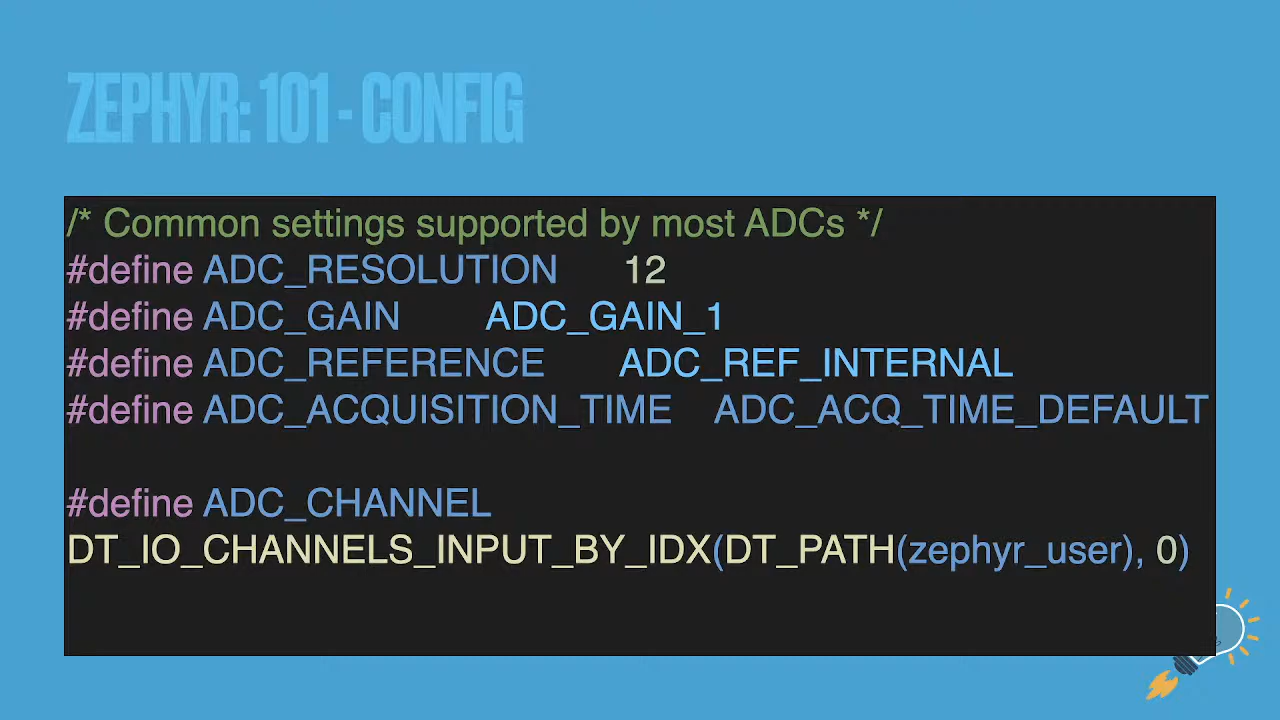 ZEPHYR: 101 - CONFIG
/* Common settings supported by most ADCs */
#define ADC_RESOLUTION 12
#define ADC_GAIN ADC_GAIN_1
#define ADC_REFERENCE ADC_REF_INTERNAL
#define ADC_ACQUISITION_TIME ADC_ACQ_TIME_DEFAULT
#define ADC_CHANNEL
DT_IO_CHANNELS_INPUT_BY_IDX(DT_PATH(zephyr_user), 0)